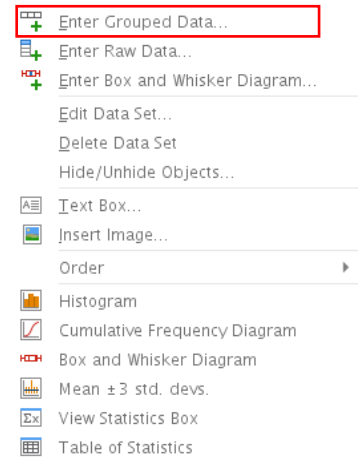 Enter Grouped Data...
Enter Raw Data...
Enter Box and Whisker Diagram...
Edit Data Set...
Delete Data Set
Hide/Unhide Objects...
Text Box...
Insert Image...
Order
Histogram
Cumulative Frequency Diagram
Box and Whisker Diagram
Mean ±3 std. devs.
View Statistics Box
Table of Statistics